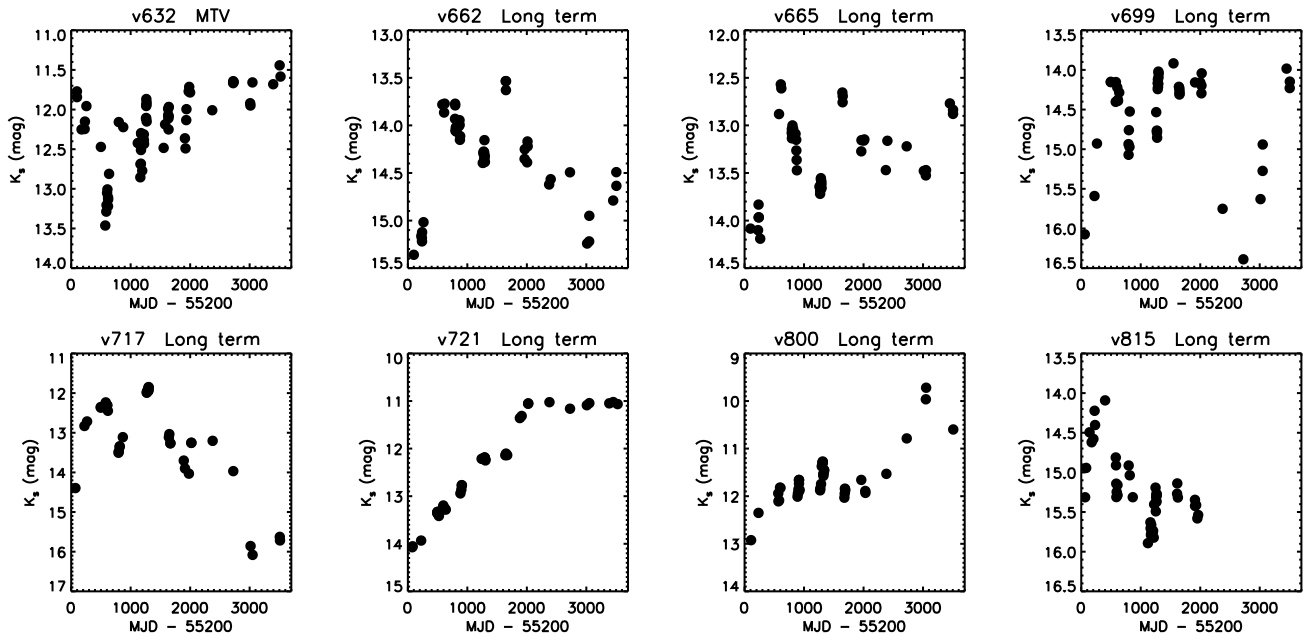 v632 MTV
v662 Long term
v665 Long term
v699 Long term
11.0
11.5
12.0
12.5
13.0
13.5
14.0
Ks (mag)
0 1000 2000 3000
MJD - 55200
13.0
13.5
14.0
14.5
15.0
15.5
Ks (mag)
0 1000 2000 3000
MJD - 55200
12.0
12.5
13.0
13.5
14.0
14.5
Ks (mag)
0 1000 2000 3000
MJD - 55200
13.5
14.0
14.5
15.0
15.5
16.0
16.5
Ks (mag)
0 1000 2000 3000
MJD - 55200
v717 Long term
v721 Long term
v800 Long term
v815 Long term
11
12
13
14
15
16
17
Ks (mag)
0 1000 2000 3000
MJD - 55200
10
11
12
13
14
15
Ks (mag)
0 1000 2000 3000
MJD - 55200
9
10
11
12
13
14
Ks (mag)
0 1000 2000 3000
MJD - 55200
13.5
14.0
14.5
15.0
15.5
16.0
16.5
Ks (mag)
0 1000 2000 3000
MJD - 55200